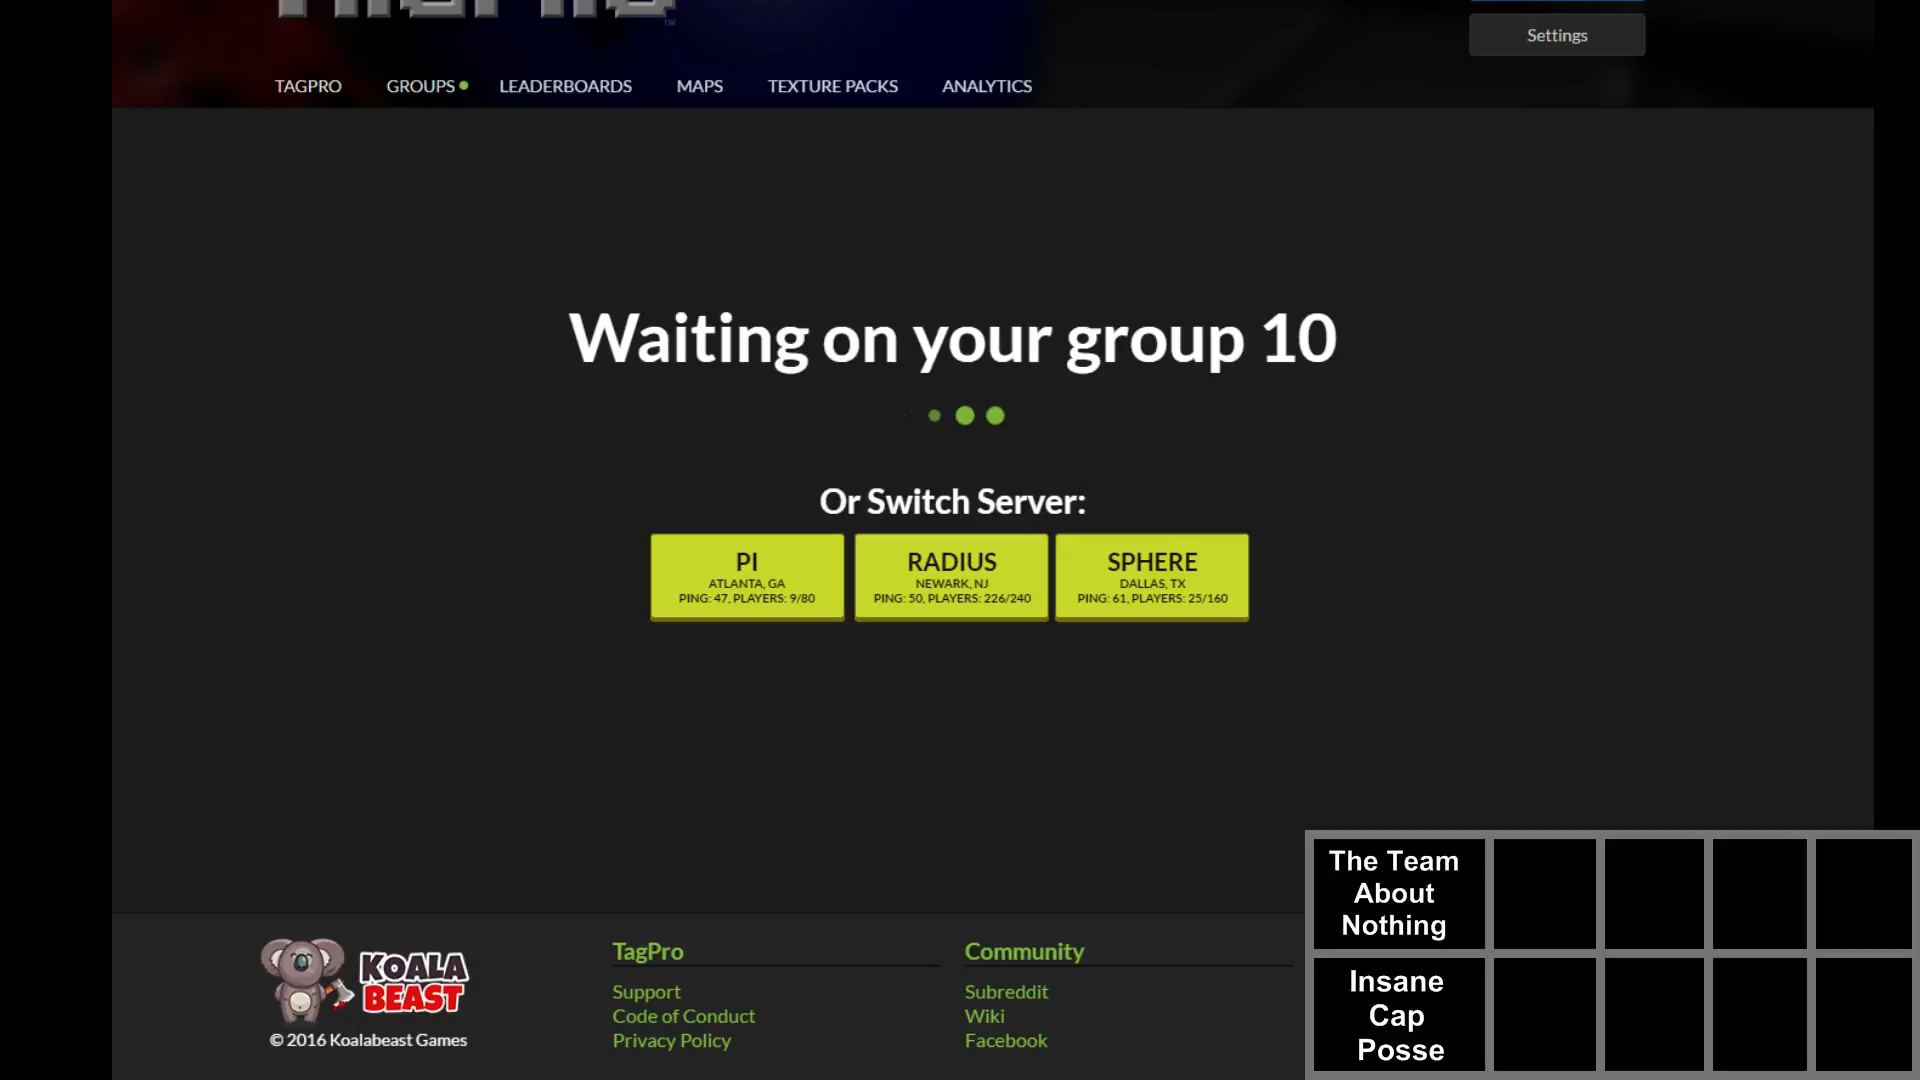 TAGPRO
™
Settings
TAGPRO GROUPS LEADERBOARDS MAPS TEXTURE PACKS ANALYTICS
Waiting on your group 10
Or Switch Server:
PI
ATLANTA, GA
PING: 47, PLAYERS: 9/80
RADIUS
NEWARK, NJ
PING: 50, PLAYERS: 226/240
SPHERE
DALLAS, TX
PING: 61, PLAYERS: 25/160
KOALA
BEAST
© 2016 Koalabeast Games
TagPro
Support
Code of Conduct
Privacy Policy
Community
Subreddit
Wiki
Facebook
The Team
About
Nothing
Insane
Cap
Posse